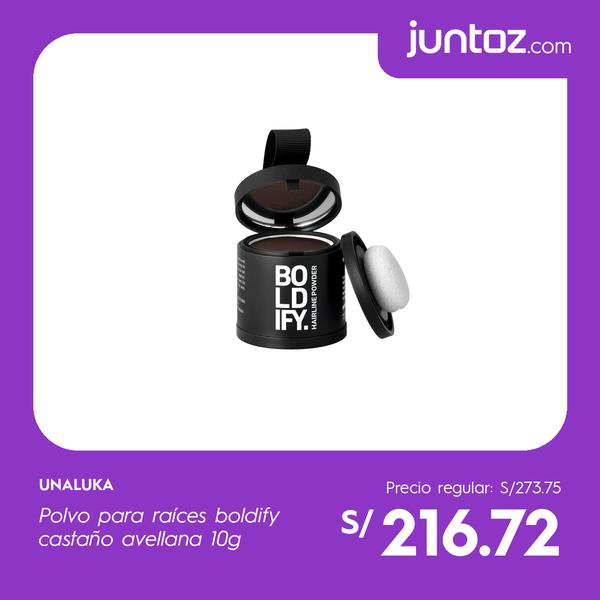 juntoz.com
BO
LD
IFY.
HAIRLINE POWDER
UNALUKA
Polvo para raíces boldify
castaño avellana 10g
Precio regular: S/273.75
S/ 216.72